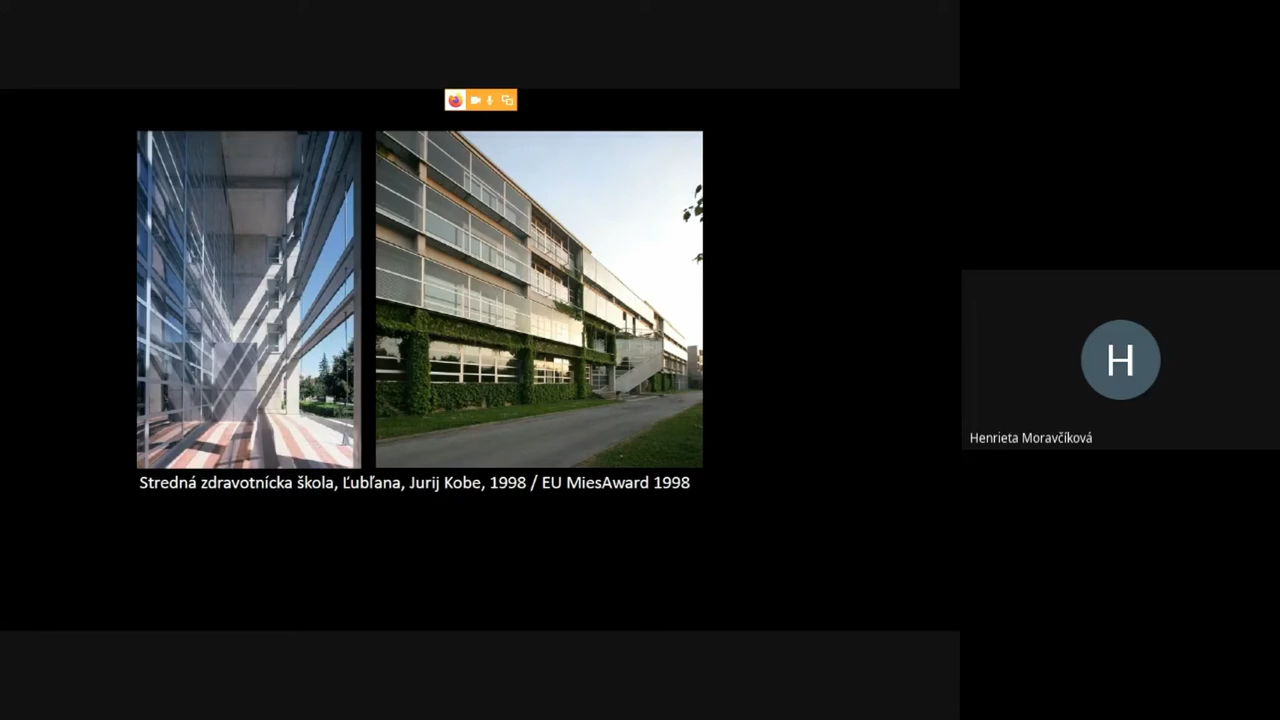 Stredná zdravotnícka škola, Ľubľana, Jurij Kobe, 1998 / EU MiesAward 1998
H
Henrieta Moravčíková